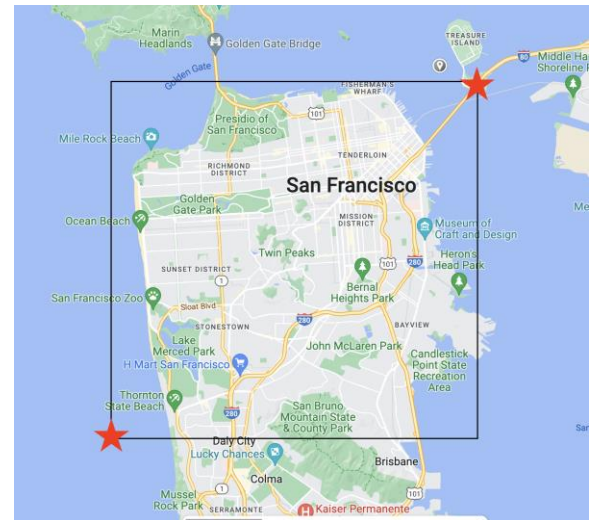 Marin
Headlands
Golden Gate Bridge
Golden Gate
TREASURE
ISLAND
80
Middle Ha
Shoreline P
FISHERMAN'S
WHARF
Presidio of
San Francisco
101
Mile Rock Beach
TENDERLOIN
RICHMOND
DISTRICT
San Francisco
Golden
Gate Park
Me
Ocean Beach
MISSION
DISTRICT
Museum of
Craft and Design
Twin Peaks
Heron's
Head Park
SUNSET DISTRICT
1
101
280
Bernal
Heights Park
San Francisco Zoo
Sloat Blvd
280
STONESTOWN
BAYVIEW
Lake
Merced Park
John McLaren Park
H Mart San Francisco
Candlestick
Point State
Recreation
Area
Thornton
State Beach
280
San Bruno
Mountain State
& County Park
San
Daly City
Lucky Chances
Brisbane
Colma
1
101
Mussel
Rock Park
SERRAMONTE
Kaiser Permanente